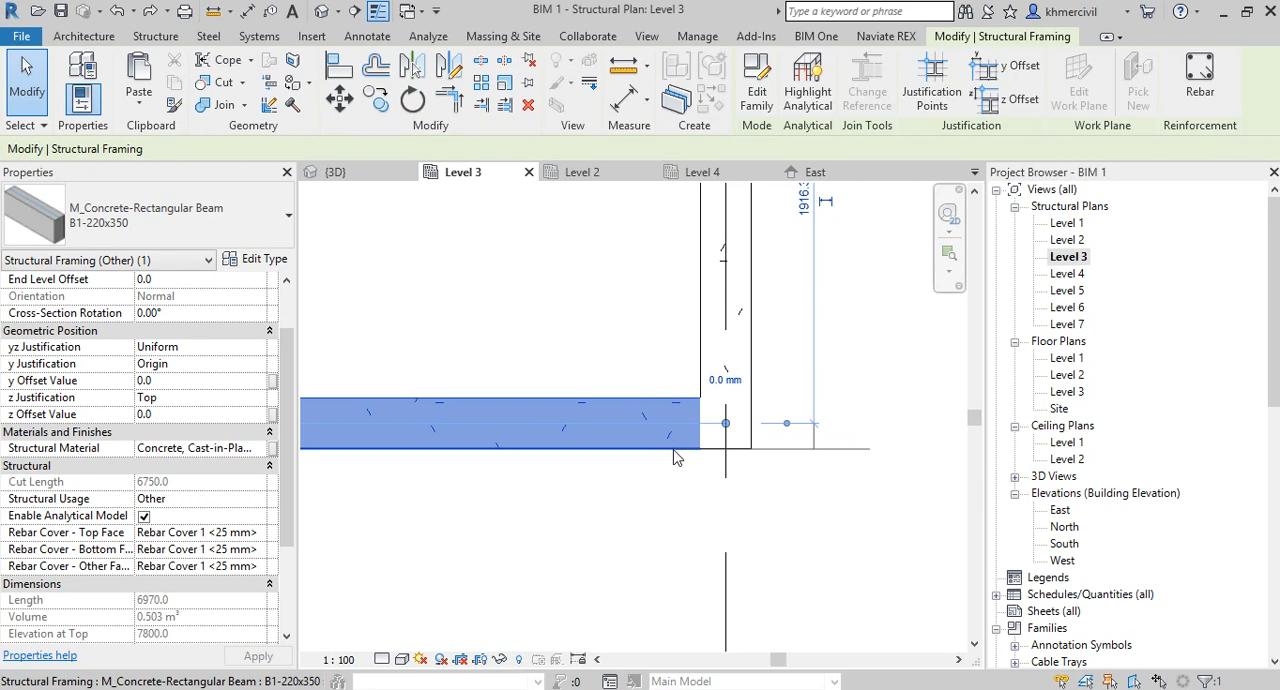 BIM 1 - Structural Plan: Level 3
Type a keyword or phrase
khmercivil
File Architecture Structure Steel Systems Insert Annotate Analyze Massing & Site Collaborate View Manage Add-Ins BIM One Naviate REX Modify | Structural Framing
Modify
Paste
Cope
Cut
Join
Edit Family
Highlight Analytical
Change Reference
Justification Points
y Offset
z Offset
Edit Work Plane
Pick New
Rebar
Select Properties Clipboard Geometry Modify View Measure Create Mode Analytical Join Tools Justification Work Plane Reinforcement
Modify | Structural Framing
Properties
{3D} Level 3 Level 2 Level 4 East
Project Browser - BIM 1
M_Concrete-Rectangular Beam
B1-220x350
Structural Framing (Other) (1) Edit Type
End Level Offset 0.0
Orientation Normal
Cross-Section Rotation 0.00°
Geometric Position
yz Justification Uniform
y Justification Origin
y Offset Value 0.0
z Justification Top
z Offset Value 0.0
Materials and Finishes
Structural Material Concrete, Cast-in-Pla...
Structural
Cut Length 6750.0
Structural Usage Other
Enable Analytical Model
Rebar Cover - Top Face Rebar Cover 1 <25 mm>
Rebar Cover - Bottom F... Rebar Cover 1 <25 mm>
Rebar Cover - Other Fa... Rebar Cover 1 <25 mm>
Dimensions
Length 6970.0
Volume 0.503 m³
Elevation at Top 7800.0
Properties help Apply
0.0 mm
2D
Views (all)
Structural Plans
Level 1
Level 2
Level 3
Level 4
Level 5
Level 6
Level 7
Floor Plans
Level 1
Level 2
Level 3
Site
Ceiling Plans
Level 1
Level 2
3D Views
Elevations (Building Elevation)
East
North
South
West
Legends
Schedules/Quantities (all)
Sheets (all)
Families
Annotation Symbols
Cable Trays
1 : 100
Structural Framing : M_Concrete-Rectangular Beam : B1-220x350
:0
Main Model
:1